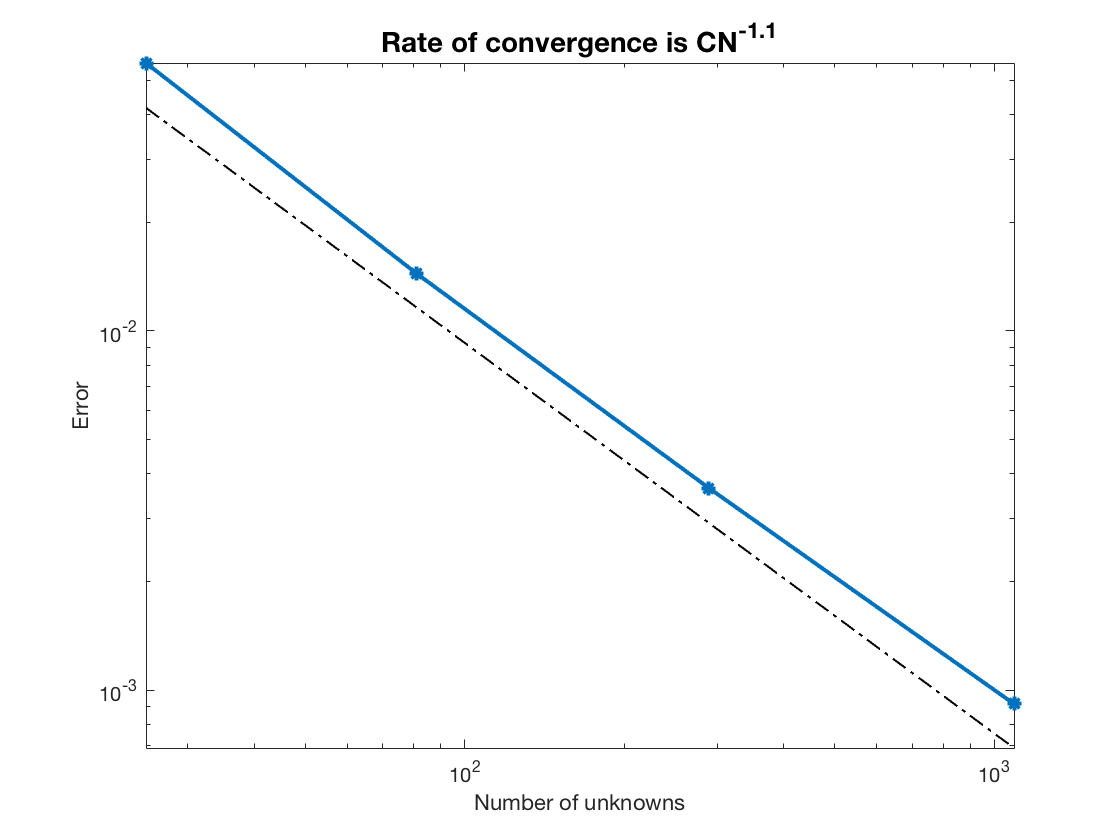 Rate of convergence is CN^-1.1
10^-2
Error
10^-3
10^2
10^3
Number of unknowns